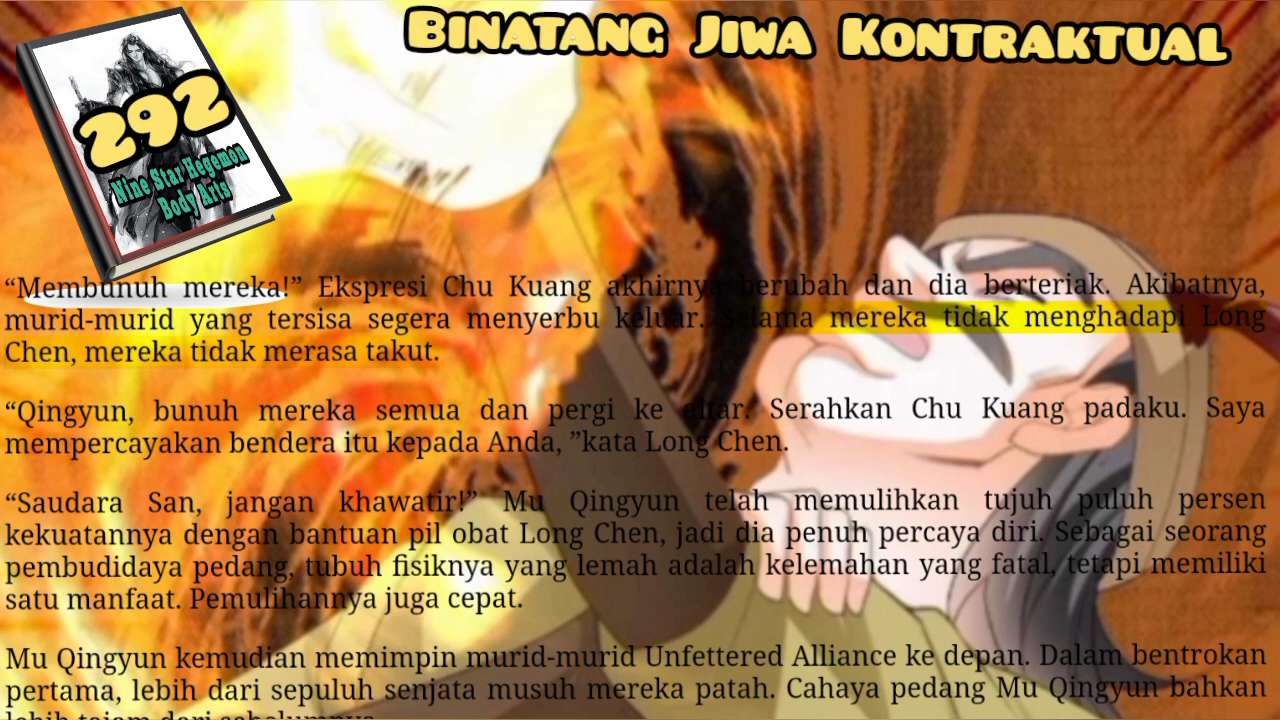 Binatang Jiwa Kontraktual
292
Nine Star Hegemon
Body Arts
“Membunuh mereka!” Ekspresi Chu Kuang akhirnya berubah dan dia berteriak. Akibatnya,
murid-murid yang tersisa segera menyerbu keluar. Selama mereka tidak menghadapi Long
Chen, mereka tidak merasa takut.
“Qingyun, bunuh mereka semua dan pergi ke altar. Serahkan Chu Kuang padaku. Saya
mempercayakan bendera itu kepada Anda, ”kata Long Chen.
“Saudara San, jangan khawatir!” Mu Qingyun telah memulihkan tujuh puluh persen
kekuatannya dengan bantuan pil obat Long Chen, jadi dia penuh percaya diri. Sebagai seorang
pembudidaya pedang, tubuh fisiknya yang lemah adalah kelemahan yang fatal, tetapi memiliki
satu manfaat. Pemulihannya juga cepat.
Mu Qingyun kemudian memimpin murid-murid Unfettered Alliance ke depan. Dalam bentrokan
pertama, lebih dari sepuluh senjata musuh mereka patah. Cahaya pedang Mu Qingyun bahkan